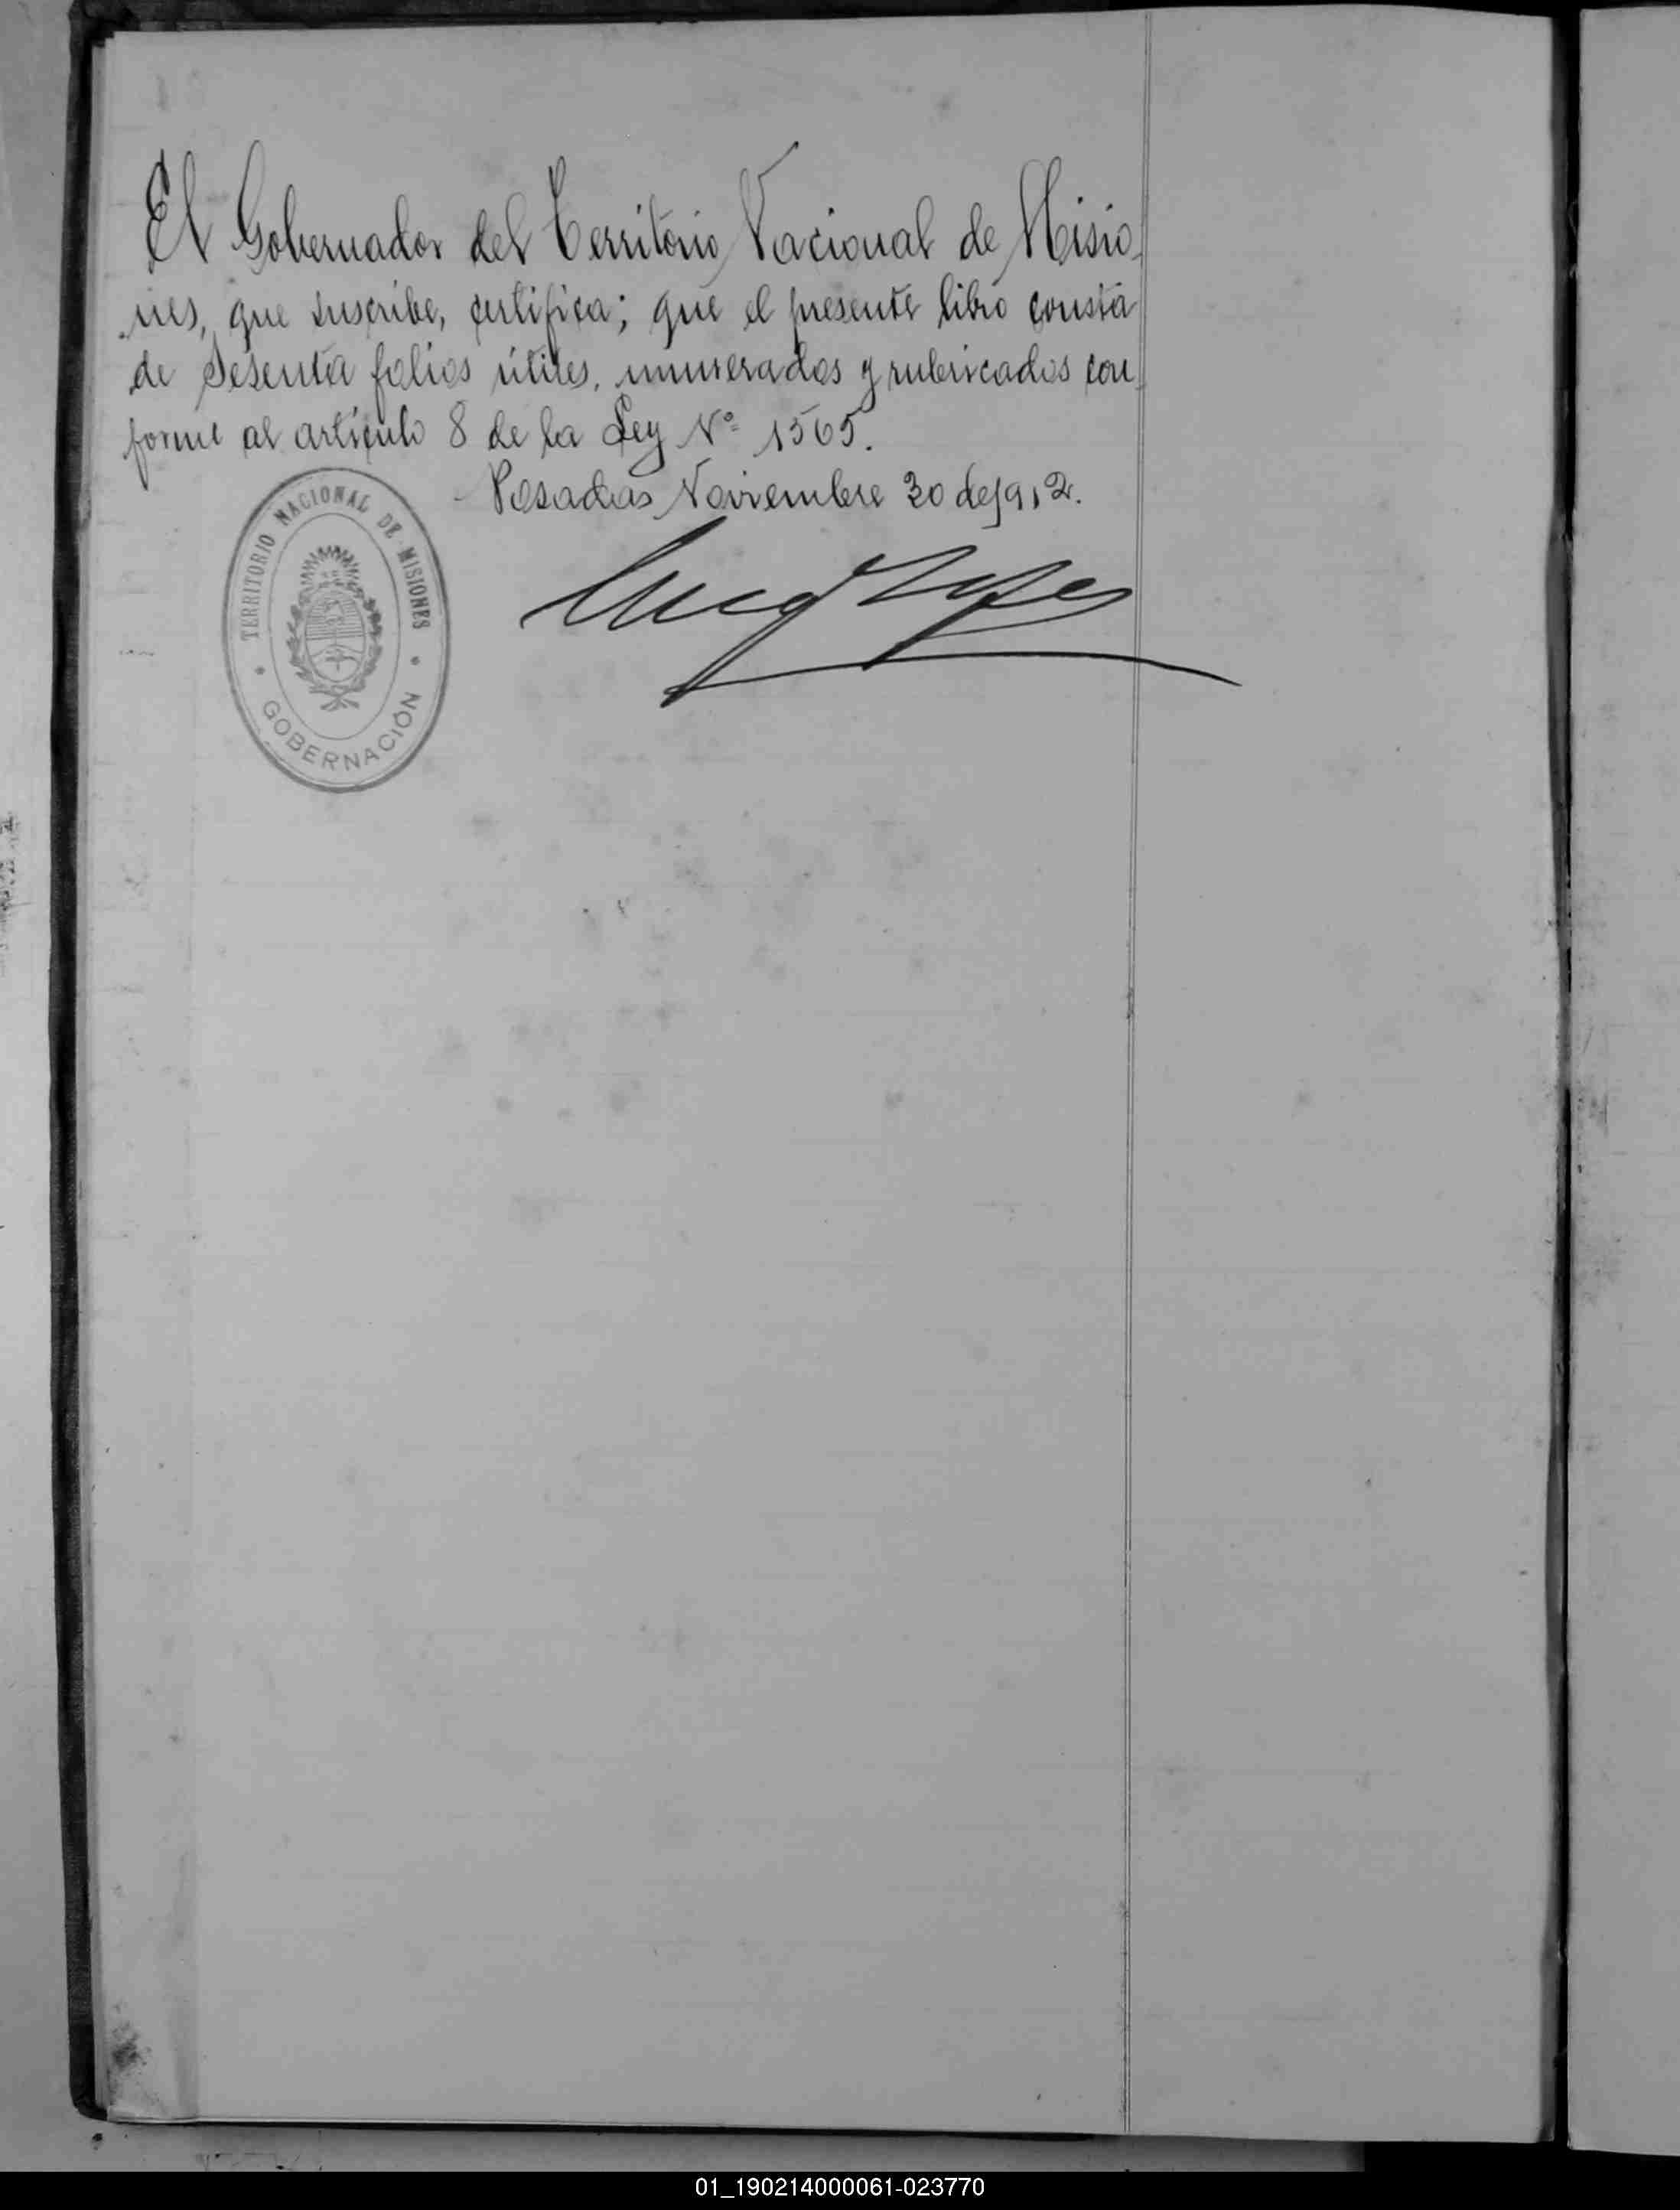 El Gobernador del Territorio Nacional de Misio
nes, que suscribe, certifica; que el presente libro consta
de Sesenta folios útiles, numerados y rubricados con
forme al artículo 8 de la Ley Nº 1565.
Posadas Noviembre 30 de 1912.
TERRITORIO NACIONAL DE MISIONES
GOBERNACIÓN
01_190214000061-023770